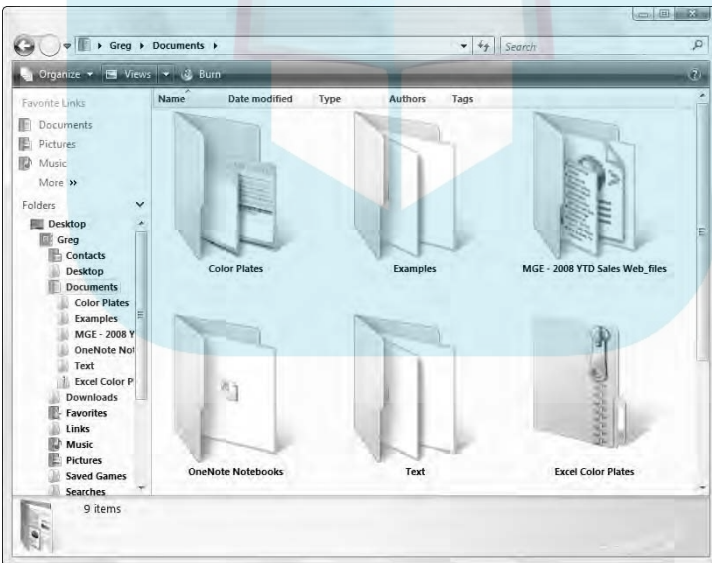 Greg Documents
Search
Organize Views Burn
Favorite Links
Documents
Pictures
Music
More »
Folders
Desktop
Greg
Contacts
Desktop
Documents
Color Plates
Examples
MGE - 2008 Y
OneNote Not
Text
Excel Color P
Downloads
Favorites
Links
Music
Pictures
Saved Games
Searches
Name Date modified Type Authors Tags
Color Plates Examples MGE - 2008 YTD Sales Web_files
OneNote Notebooks Text Excel Color Plates
9 items